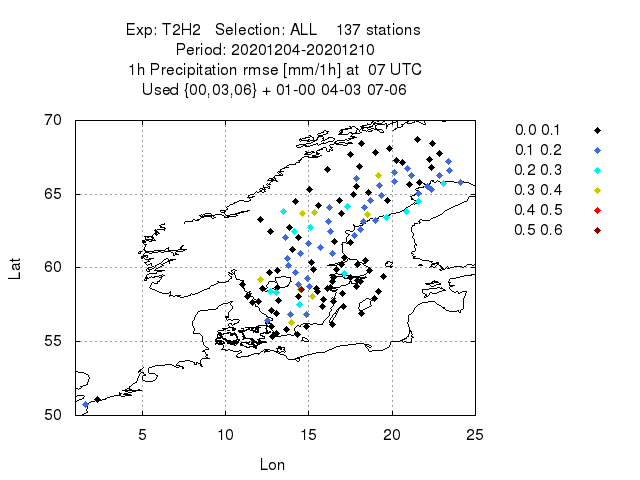 Exp: T2H2 Selection: ALL 137 stations
Period: 20201204-20201210
1h Precipitation rmse [mm/1h] at 07 UTC
Used {00,03,06} + 01-00 04-03 07-06
70
65
60
55
50
Lat
5 10 15 20 25
Lon
0.0 0.1
0.1 0.2
0.2 0.3
0.3 0.4
0.4 0.5
0.5 0.6